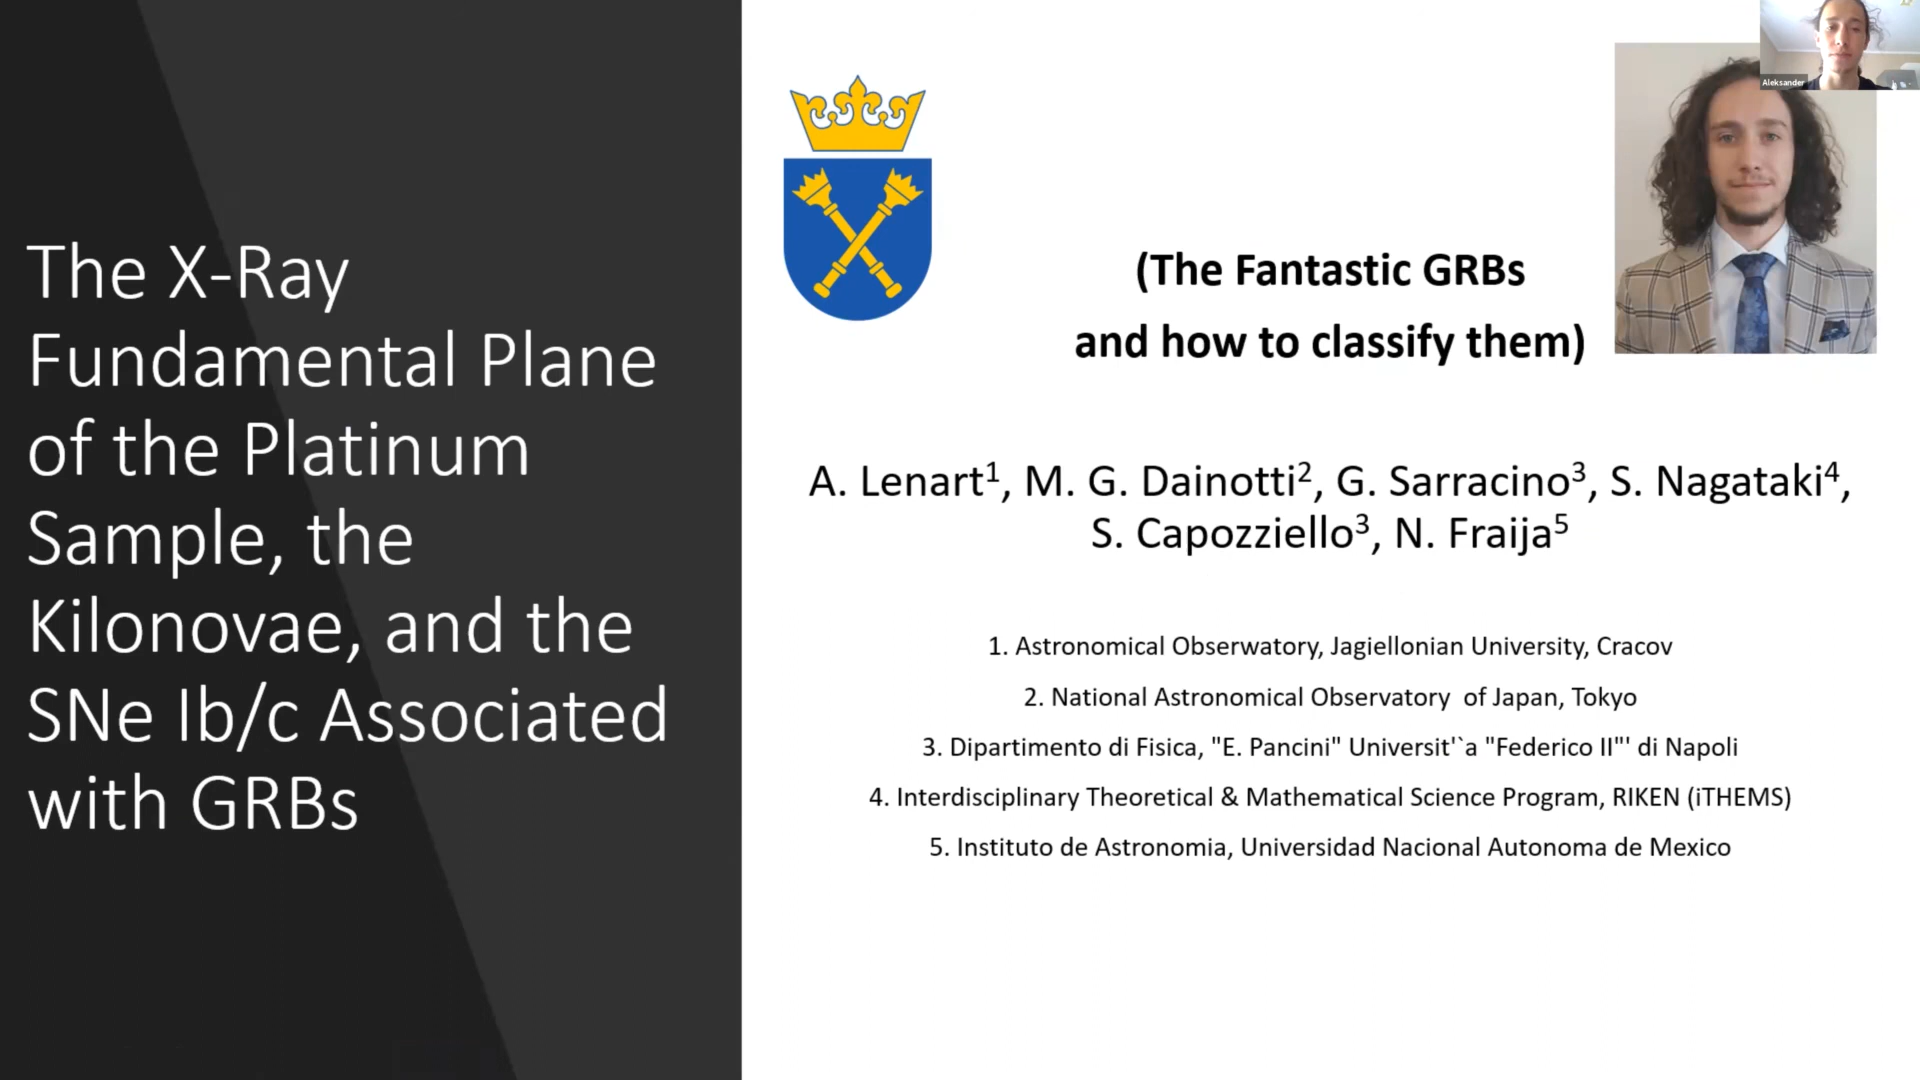 The X-Ray
Fundamental Plane
of the Platinum
Sample, the
Kilonovae, and the
SNe Ib/c Associated
with GRBs
(The Fantastic GRBs
and how to classify them)
A. Lenart¹, M. G. Dainotti², G. Sarracino³, S. Nagataki⁴,
S. Capozziello³, N. Fraija⁵
1. Astronomical Obserwatory, Jagiellonian University, Cracov
2. National Astronomical Observatory  of Japan, Tokyo
3. Dipartimento di Fisica, "E. Pancini" Universit'`a "Federico II"' di Napoli
4. Interdisciplinary Theoretical & Mathematical Science Program, RIKEN (iTHEMS)
5. Instituto de Astronomia, Universidad Nacional Autonoma de Mexico
Aleksander